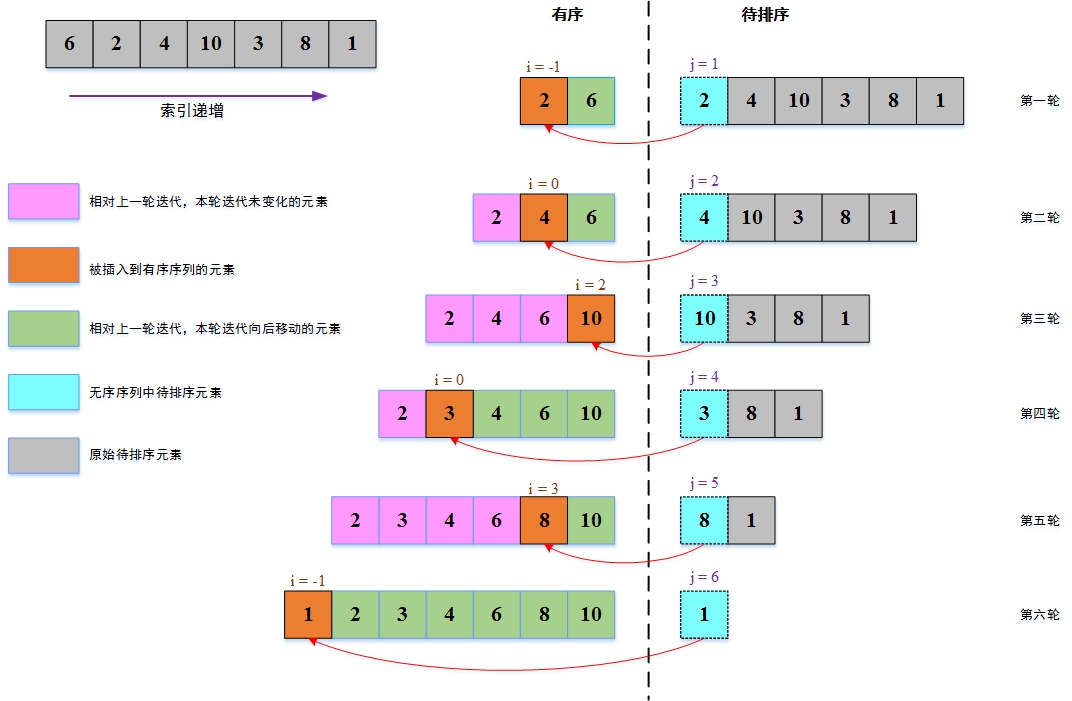 有序
待排序
6 2 4 10 3 8 1
索引递增
i = -1
j = 1
2 6
2 4 10 3 8 1
第一轮
i = 0
j = 2
2 4 6
4 10 3 8 1
第二轮
i = 2
j = 3
2 4 6 10
10 3 8 1
第三轮
i = 0
j = 4
2 3 4 6 10
3 8 1
第四轮
i = 3
j = 5
2 3 4 6 8 10
8 1
第五轮
i = -1
j = 6
1 2 3 4 6 8 10
1
第六轮
相对上一轮迭代，本轮迭代未变化的元素
被插入到有序序列的元素
相对上一轮迭代，本轮迭代向后移动的元素
无序序列中待排序元素
原始待排序元素